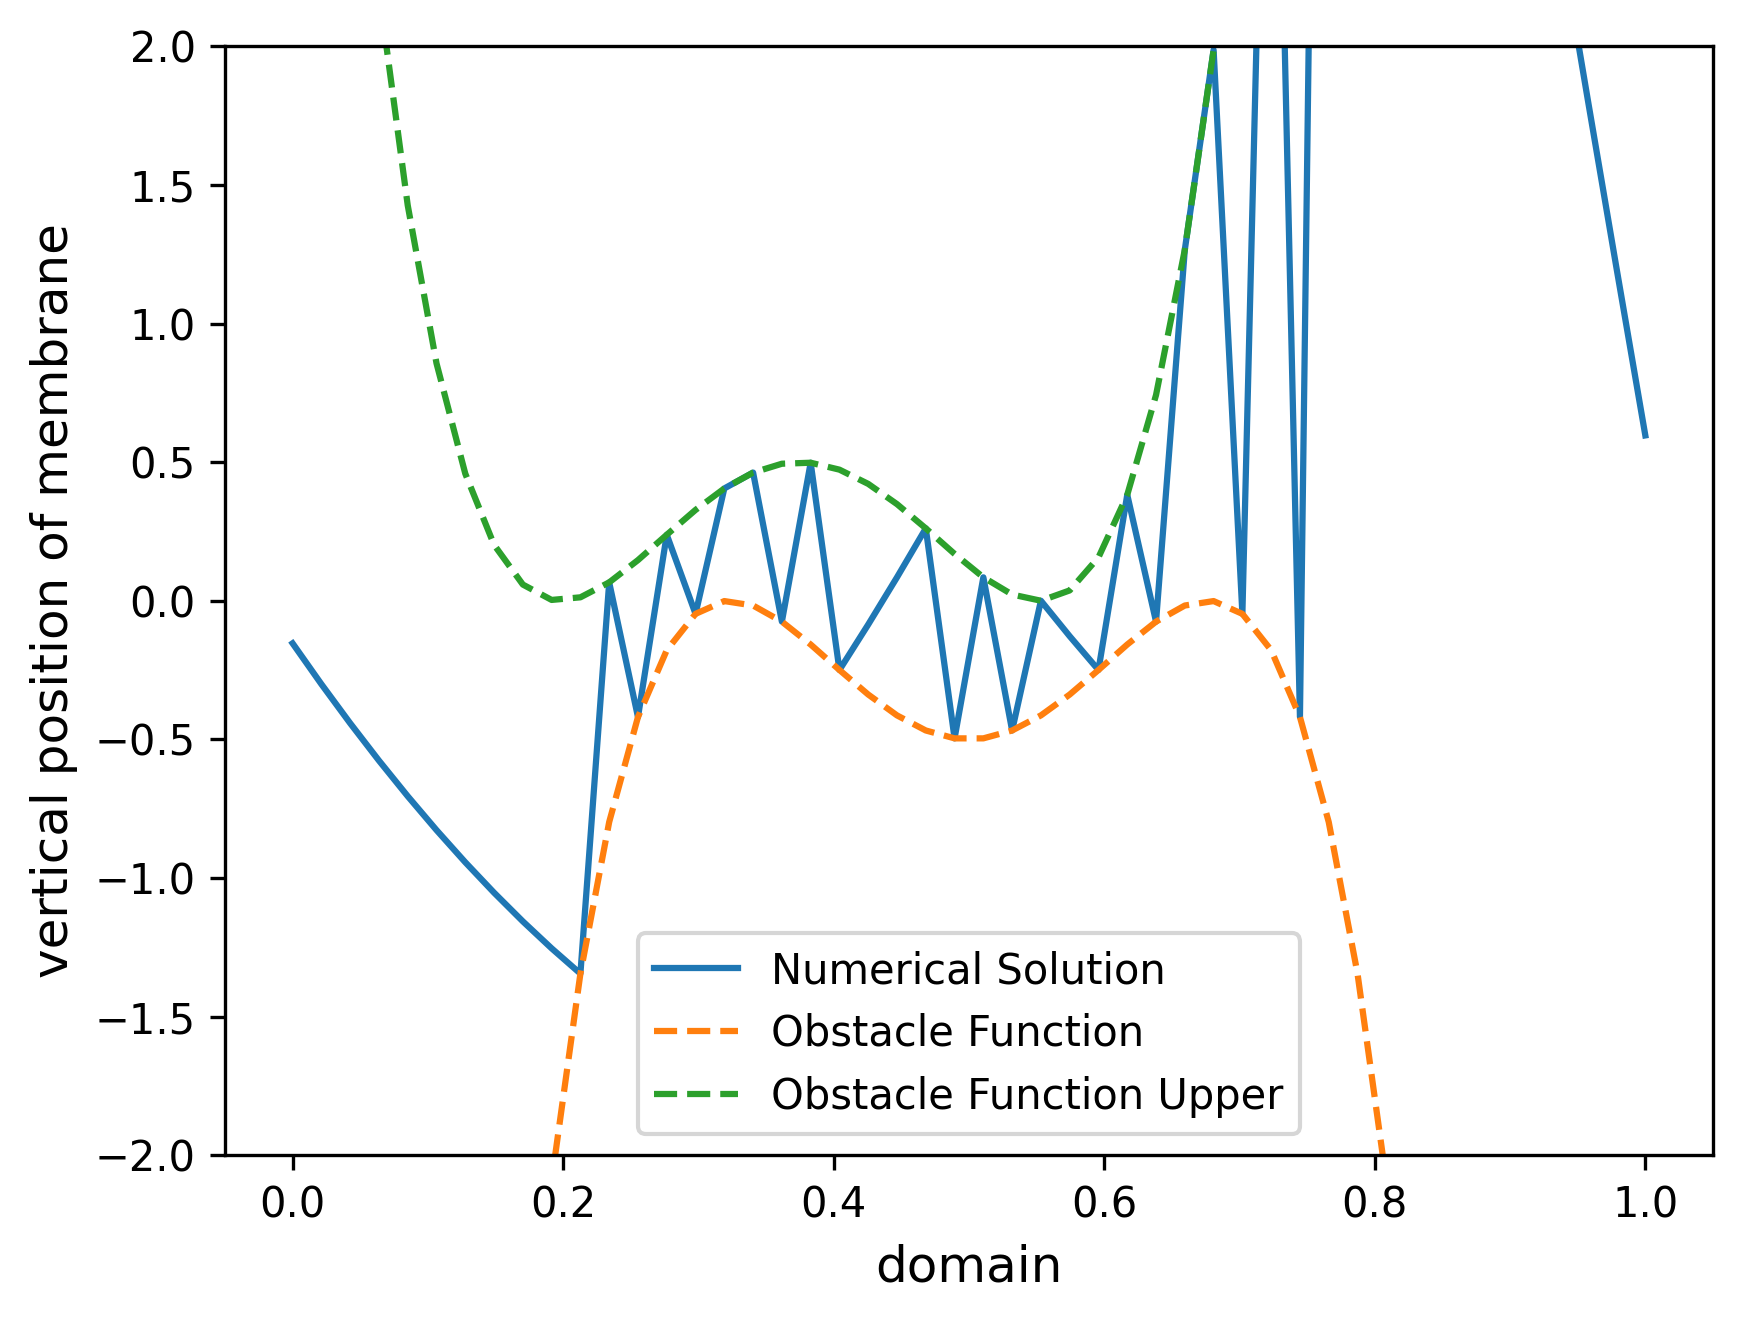 2.0
1.5
1.0
0.5
0.0
−0.5
−1.0
−1.5
−2.0
vertical position of membrane
Numerical Solution
Obstacle Function
Obstacle Function Upper
0.0 0.2 0.4 0.6 0.8 1.0
domain